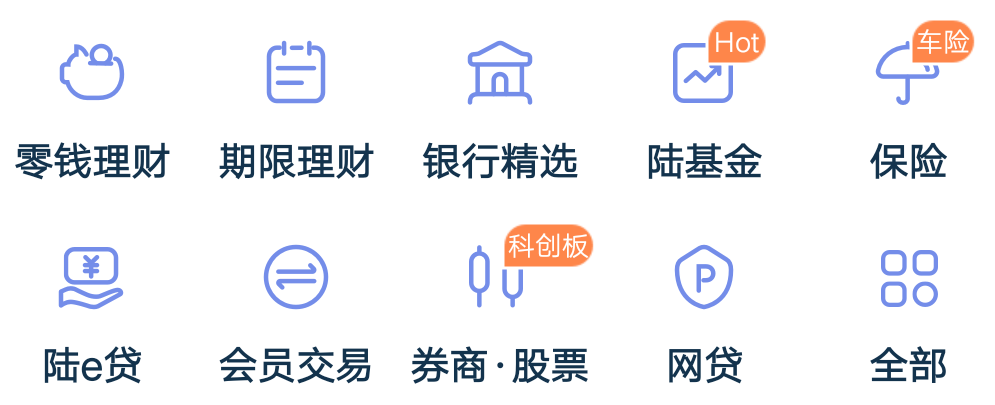 Hot
车险
零钱理财
期限理财
银行精选
陆基金
保险
¥
科创板
P
陆e贷
会员交易
券商·股票
网贷
全部